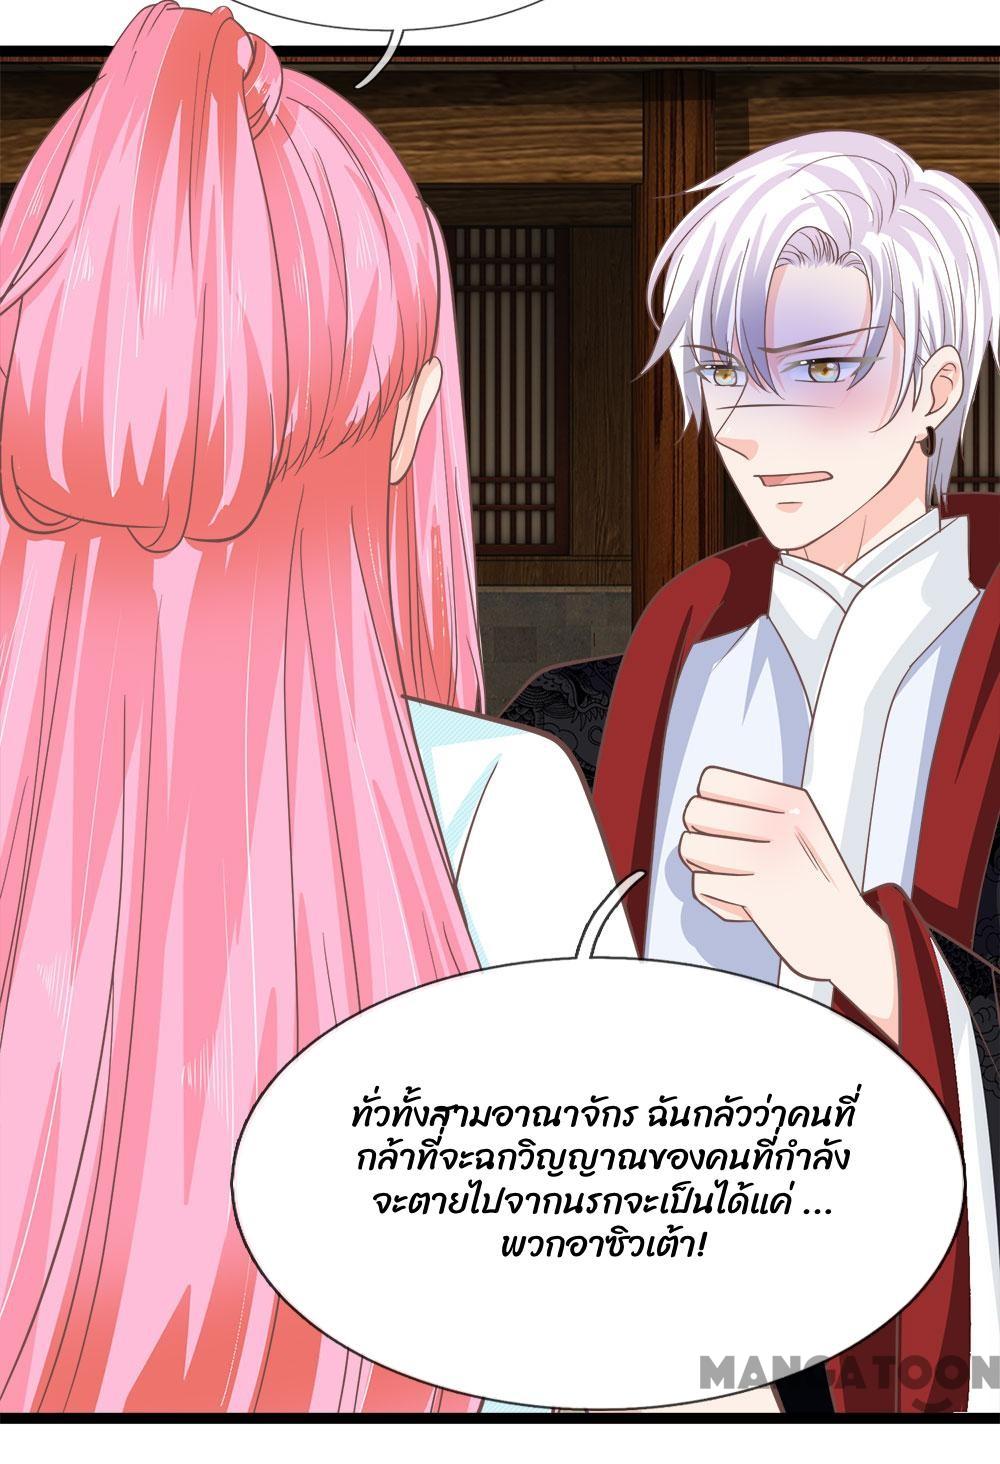 ทั่วทั้งสามอาณาจักร ฉันกลัวว่าคนที่
กล้าที่จะฉกวิญญาณของคนที่กำลัง
จะตายไปจากนรกจะเป็นได้แค่ ...
พวกอาซิวเต้า!
MANGATOON